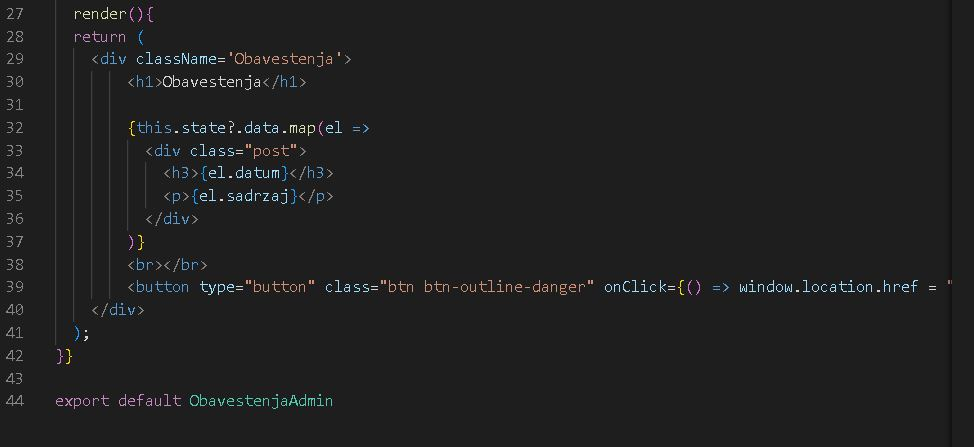 27 render(){
28 return (
29 <div className='Obavestenja'>
30 <h1>Obavestenja</h1>
31
32 {this.state?.data.map(el =>
33 <div class="post">
34 <h3>{el.datum}</h3>
35 <p>{el.sadrzaj}</p>
36 </div>
37 )}
38 <br></br>
39 <button type="button" class="btn btn-outline-danger" onClick={() => window.location.href = "
40 </div>
41 );
42 }}
43
44 export default ObavestenjaAdmin